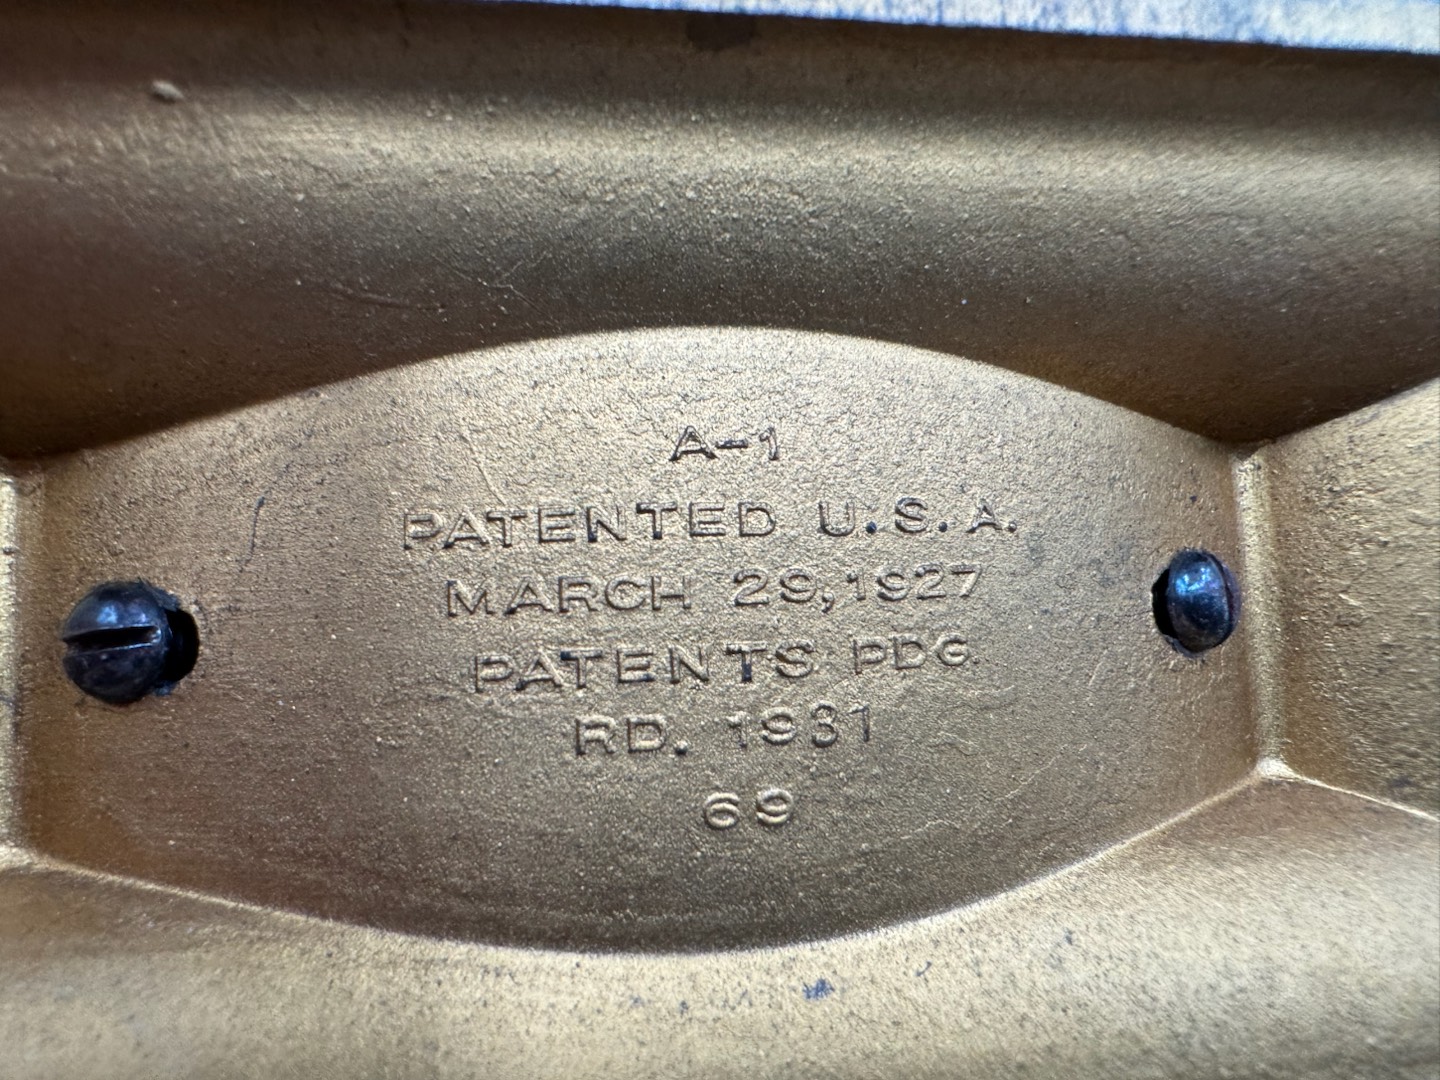 A-1
PATENTED U.S.A.
MARCH 29,1927
PATENTS PDG.
RD. 1931
69